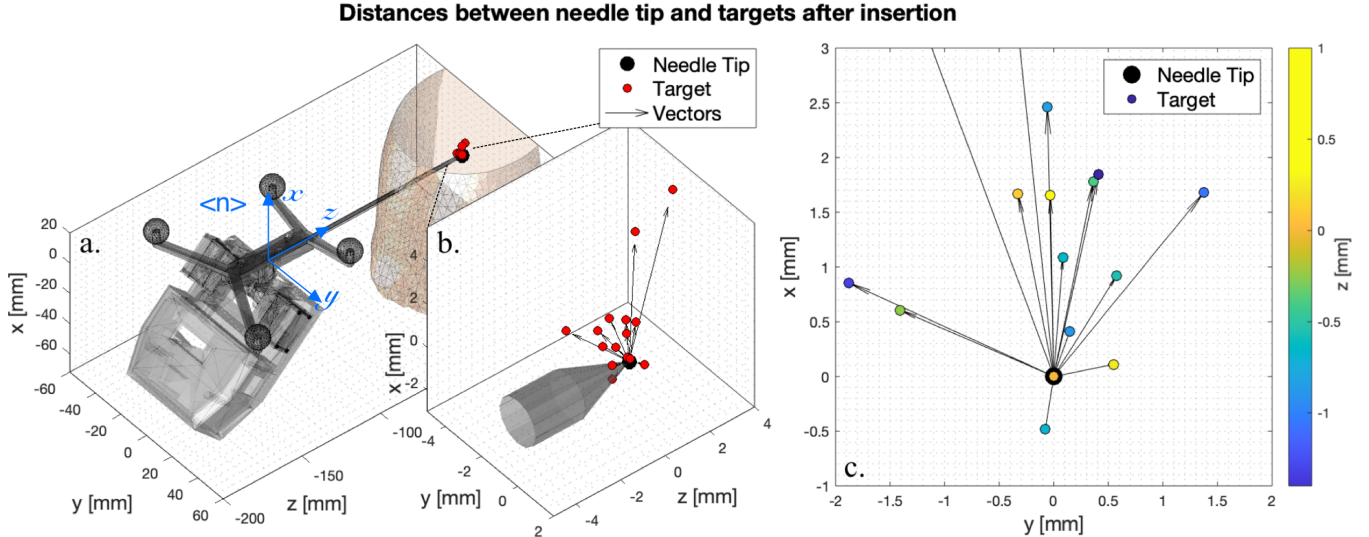 Distances between needle tip and targets after insertion
Needle Tip
Target
Vectors
<n>
x
z
y
a.
x [mm]
20
0
-20
-40
-60
-60
-40
-20
0
20
40
60
y [mm]
-200
-150
-100
z [mm]
b.
x [mm]
4
2
0
-2
-4
-2
0
2
y [mm]
-4
-2
0
2
4
z [mm]
Needle Tip
Target
c.
x [mm]
3
2.5
2
1.5
1
0.5
0
-0.5
-1
-2
-1.5
-1
-0.5
0
0.5
1
1.5
2
y [mm]
1
0.5
0
-0.5
-1
z [mm]